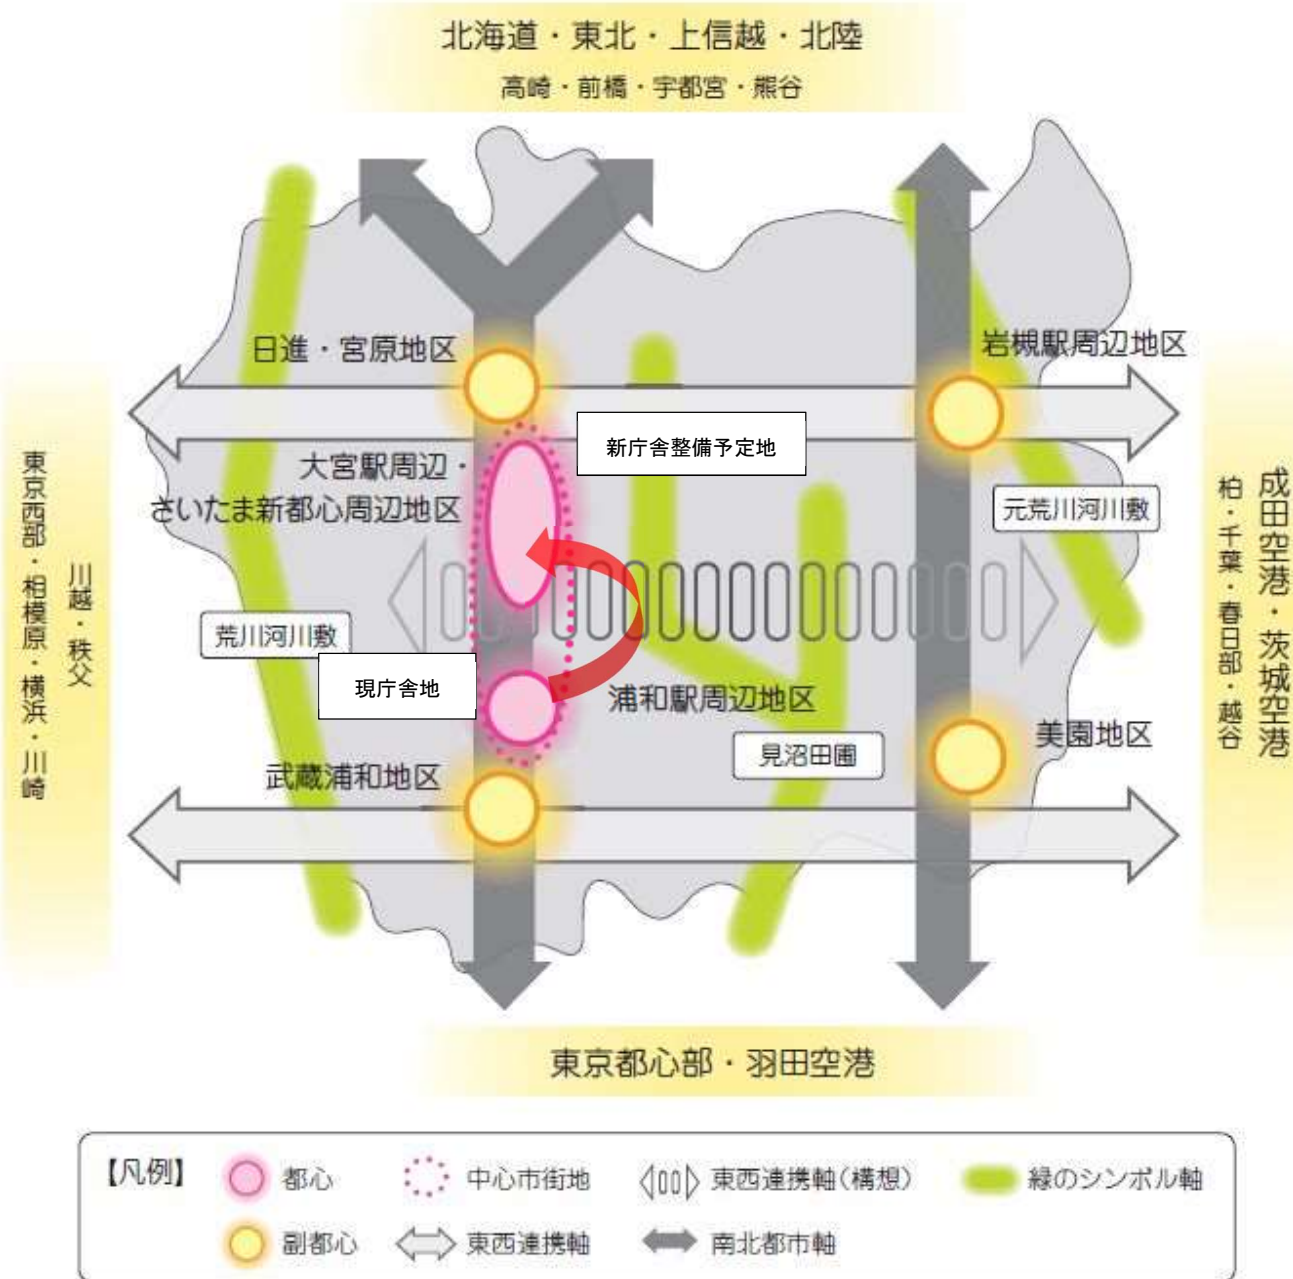 北海道・東北・上信越・北陸
高崎・前橋・宇都宮・熊谷
日進・宮原地区
岩槻駅周辺地区
新庁舎整備予定地
大宮駅周辺・
さいたま新都心周辺地区
元荒川河川敷
東京西部・相模原・横浜・川崎
川越・秩父
成田空港・茨城空港
柏・千葉・春日部・越谷
荒川河川敷
現庁舎地
浦和駅周辺地区
美園地区
見沼田圃
武蔵浦和地区
東京都心部・羽田空港
【凡例】
都心
中心市街地
東西連携軸(構想)
緑のシンボル軸
副都心
東西連携軸
南北都市軸